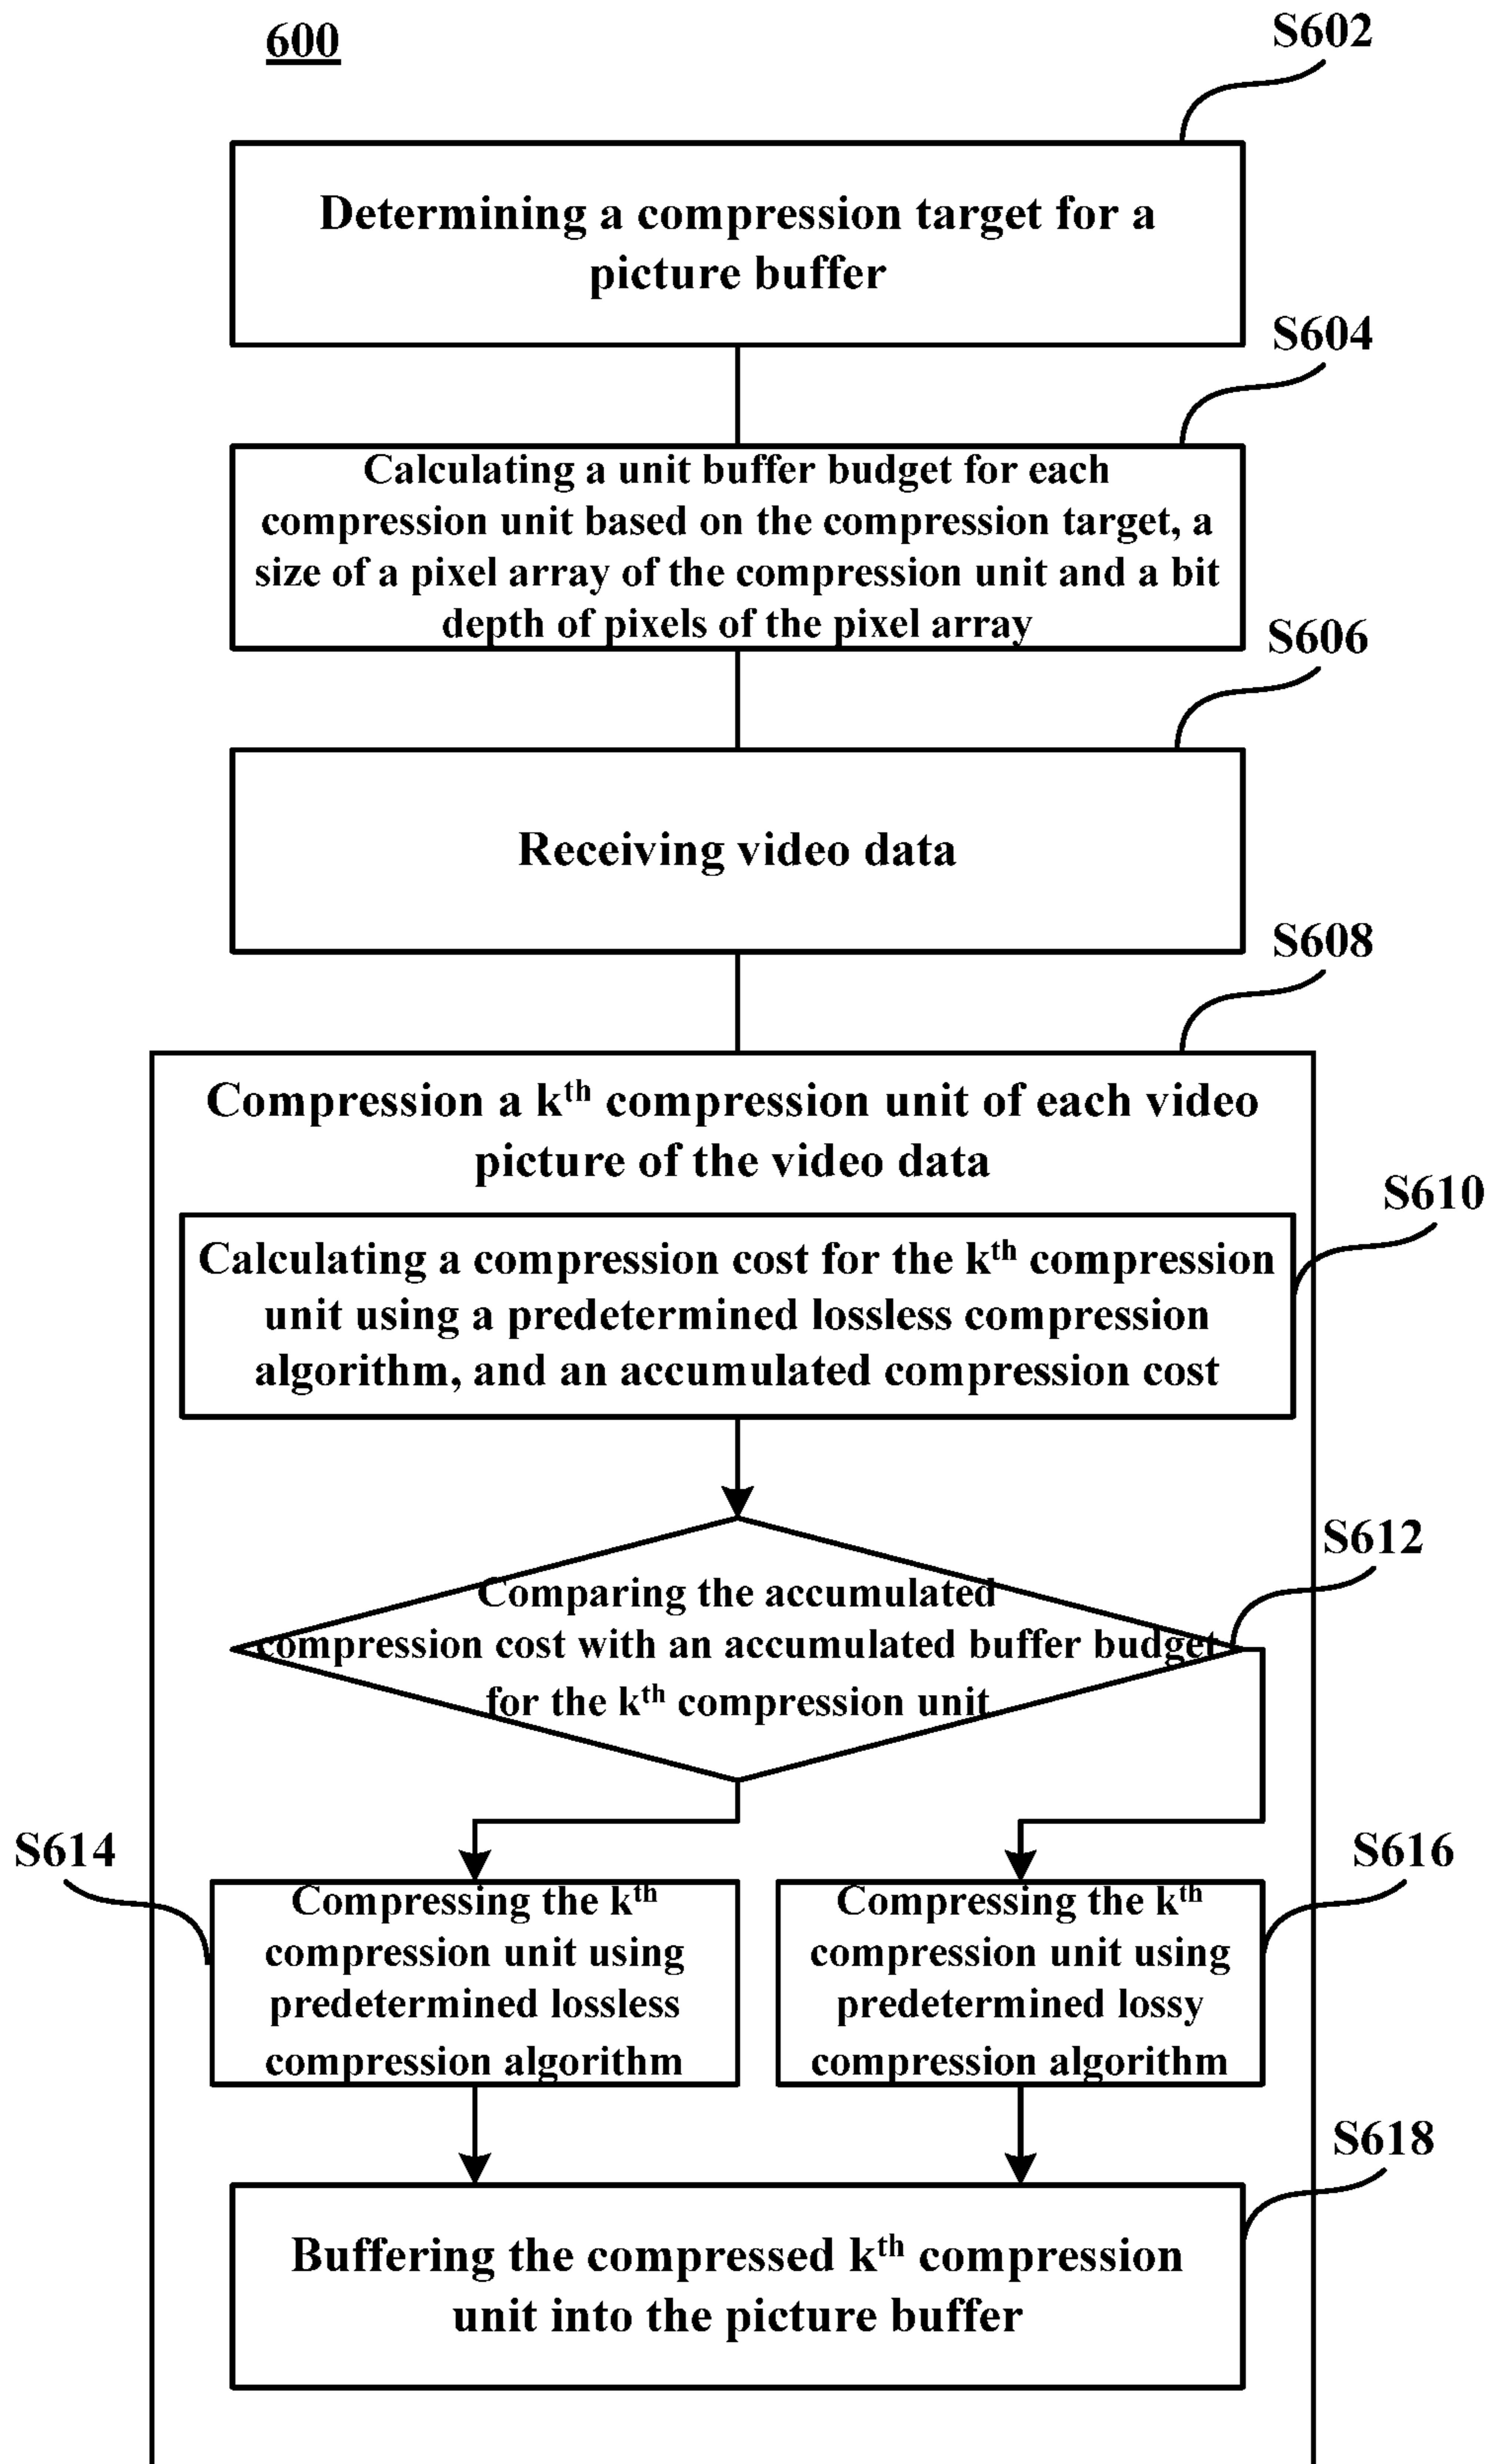 600
S602
Determining a compression target for a
picture buffer
S604
Calculating a unit buffer budget for each
compression unit based on the compression target, a
size of a pixel array of the compression unit and a bit
depth of pixels of the pixel array
S606
Receiving video data
S608
Compression a kth compression unit of each video
picture of the video data
S610
Calculating a compression cost for the kth compression
unit using a predetermined lossless compression
algorithm, and an accumulated compression cost
S612
Comparing the accumulated
compression cost with an accumulated buffer budget
for the kth compression unit
S614
Compressing the kth
compression unit using
predetermined lossless
compression algorithm
S616
Compressing the kth
compression unit using
predetermined lossy
compression algorithm
S618
Buffering the compressed kth compression
unit into the picture buffer